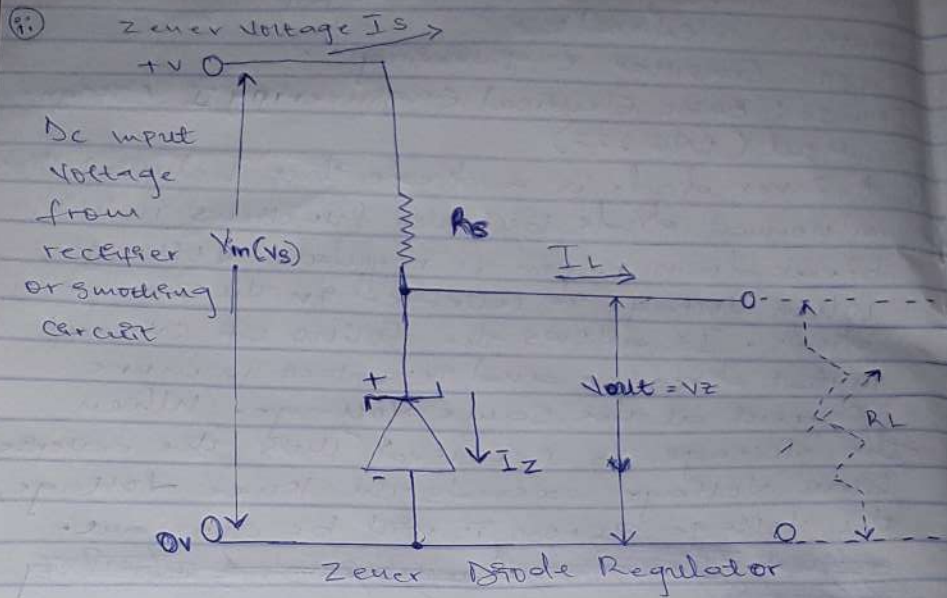 ii.
Zener Voltage Is
+V
Dc input
Voltage
from
rectifier
or smothing
circuit
Vin(Vs)
Rs
IL
+
Vout = VZ
IZ
RL
-
0V
Zener Diode Regulator